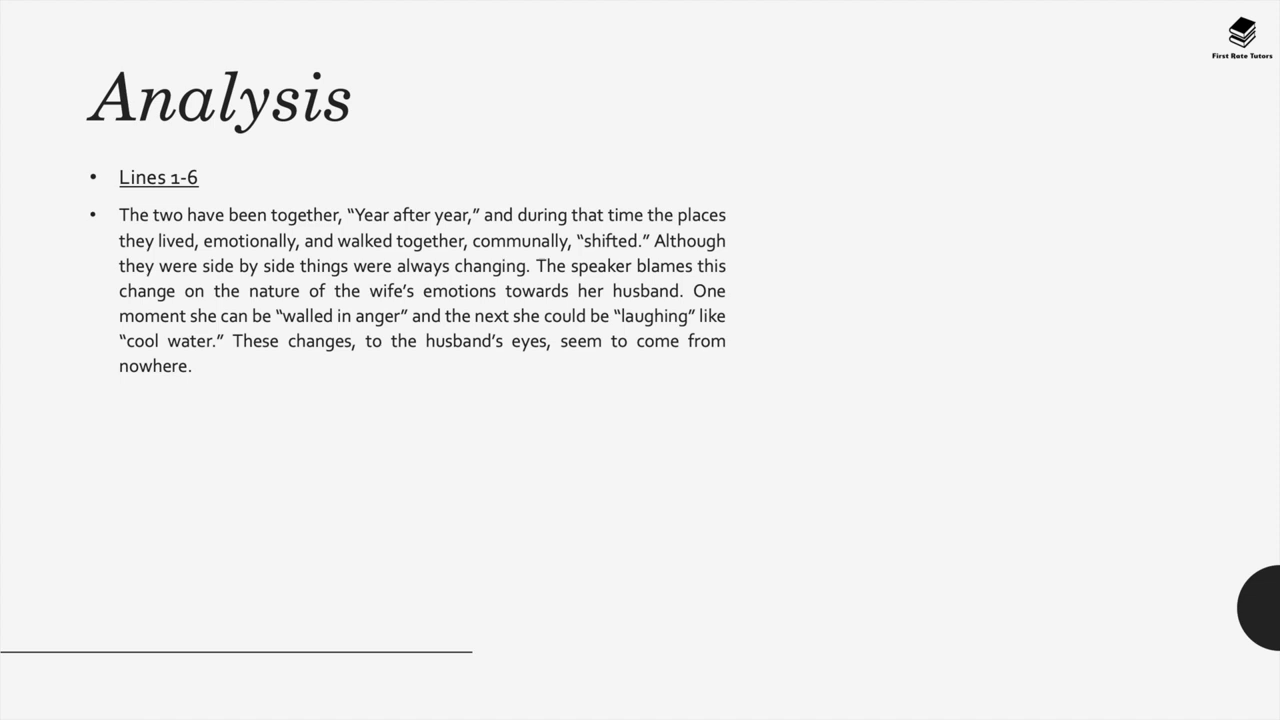 First Rate Tutors
Analysis
• Lines 1-6
• The two have been together, “Year after year,” and during that time the places
they lived, emotionally, and walked together, communally, “shifted.” Although
they were side by side things were always changing. The speaker blames this
change on the nature of the wife’s emotions towards her husband. One
moment she can be “walled in anger” and the next she could be “laughing” like
“cool water.” These changes, to the husband’s eyes, seem to come from
nowhere.